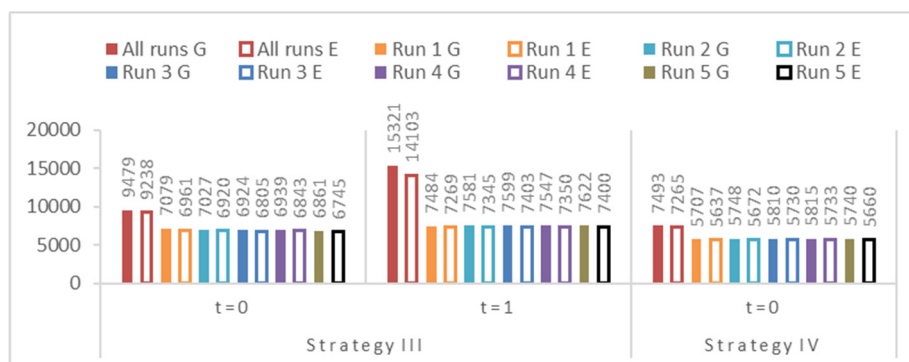 All runs G All runs E Run 1 G Run 1 E Run 2 G Run 2 E
Run 3 G Run 3 E Run 4 G Run 4 E Run 5 G Run 5 E
20000
15000
10000
5000
0
9479 9238 7079 6961 7027 6920 6924 6805 6939 6843 6861 6745
15321 14103 7484 7269 7581 7345 7599 7403 7547 7350 7622 7400
7493 7265 5707 5637 5748 5672 5810 5730 5815 5733 5740 5660
t=0 t=1 t=0
Strategy III Strategy IV